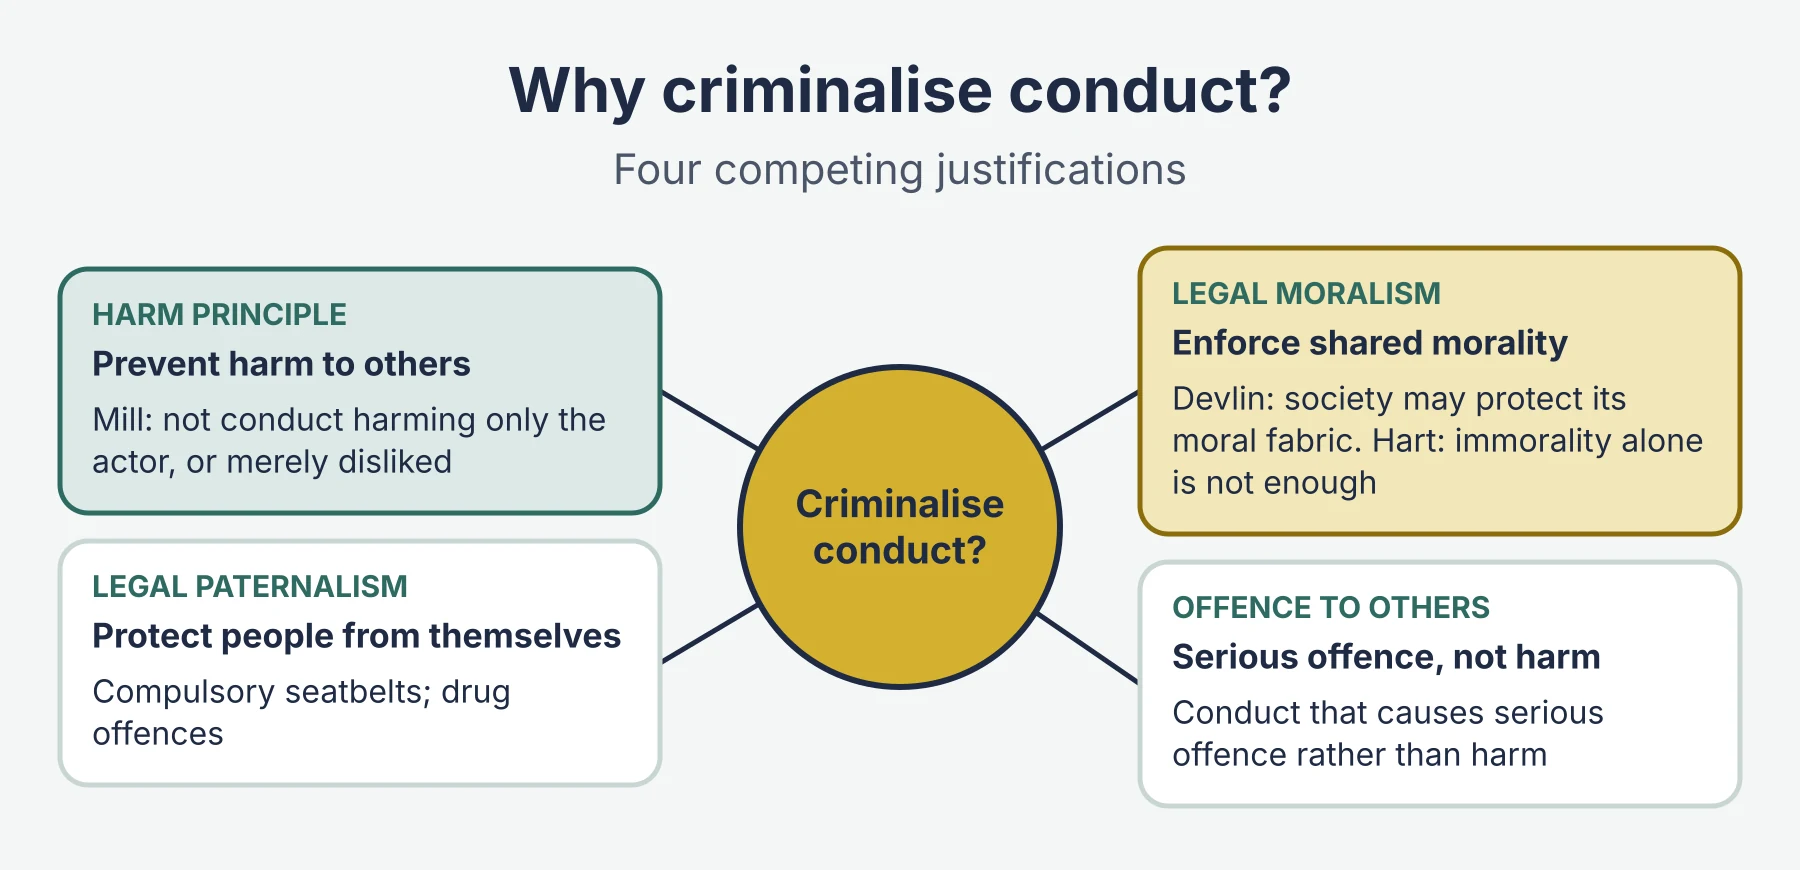 Why criminalise conduct?
Four competing justifications
HARM PRINCIPLE
Prevent harm to others
Mill: not conduct harming only the
actor, or merely disliked
LEGAL PATERNALISM
Protect people from themselves
Compulsory seatbelts; drug
offences
Criminalise
conduct?
LEGAL MORALISM
Enforce shared morality
Devlin: society may protect its
moral fabric. Hart: immorality alone
is not enough
OFFENCE TO OTHERS
Serious offence, not harm
Conduct that causes serious
offence rather than harm